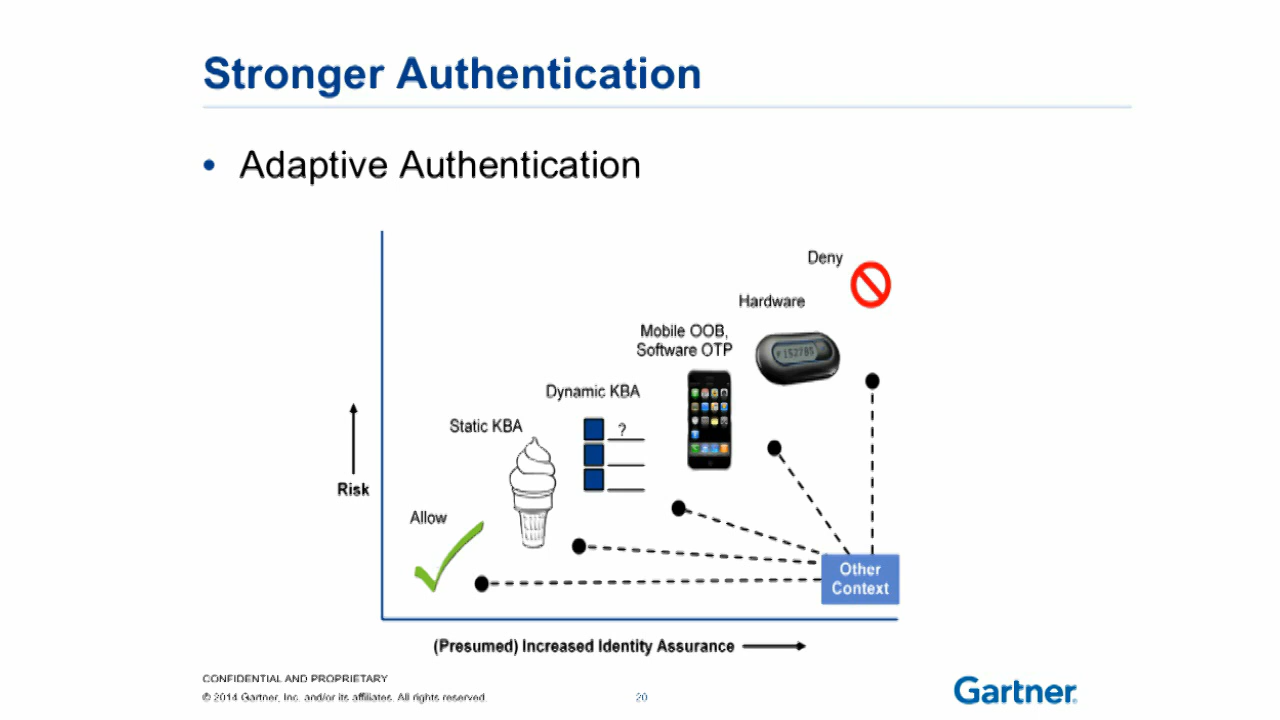 Stronger Authentication
• Adaptive Authentication
Deny
Hardware
Mobile OOB,
Software OTP
Dynamic KBA
Static KBA
?
Risk
Allow
Other
Context
(Presumed) Increased Identity Assurance
CONFIDENTIAL AND PROPRIETARY
© 2014 Gartner, Inc. and/or its affiliates. All rights reserved.
20
Gartner